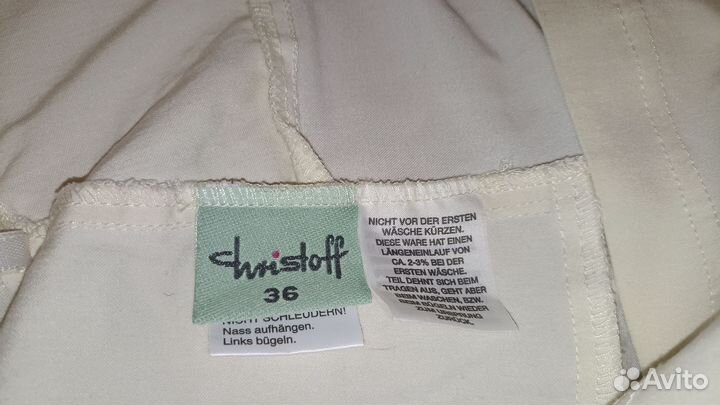 christoff
36
NICHT SCHLEUDERN!
Nass aufhängen.
Links bügeln.
NICHT VOR DER ERSTEN
WÄSCHE KÜRZEN.
DIESE WARE HAT EINEN
LÄNGENEINLAUF VON
CA. 2-3% BEI DER
ERSTEN WÄSCHE.
TEIL DEHNT SICH BEIM
TRAGEN AUS, GEHT ABER
BEIM WASCHEN, BZW.
BEIM BÜGELN WIEDER
ZUM URSPRUNG
ZURÜCK.
Avito